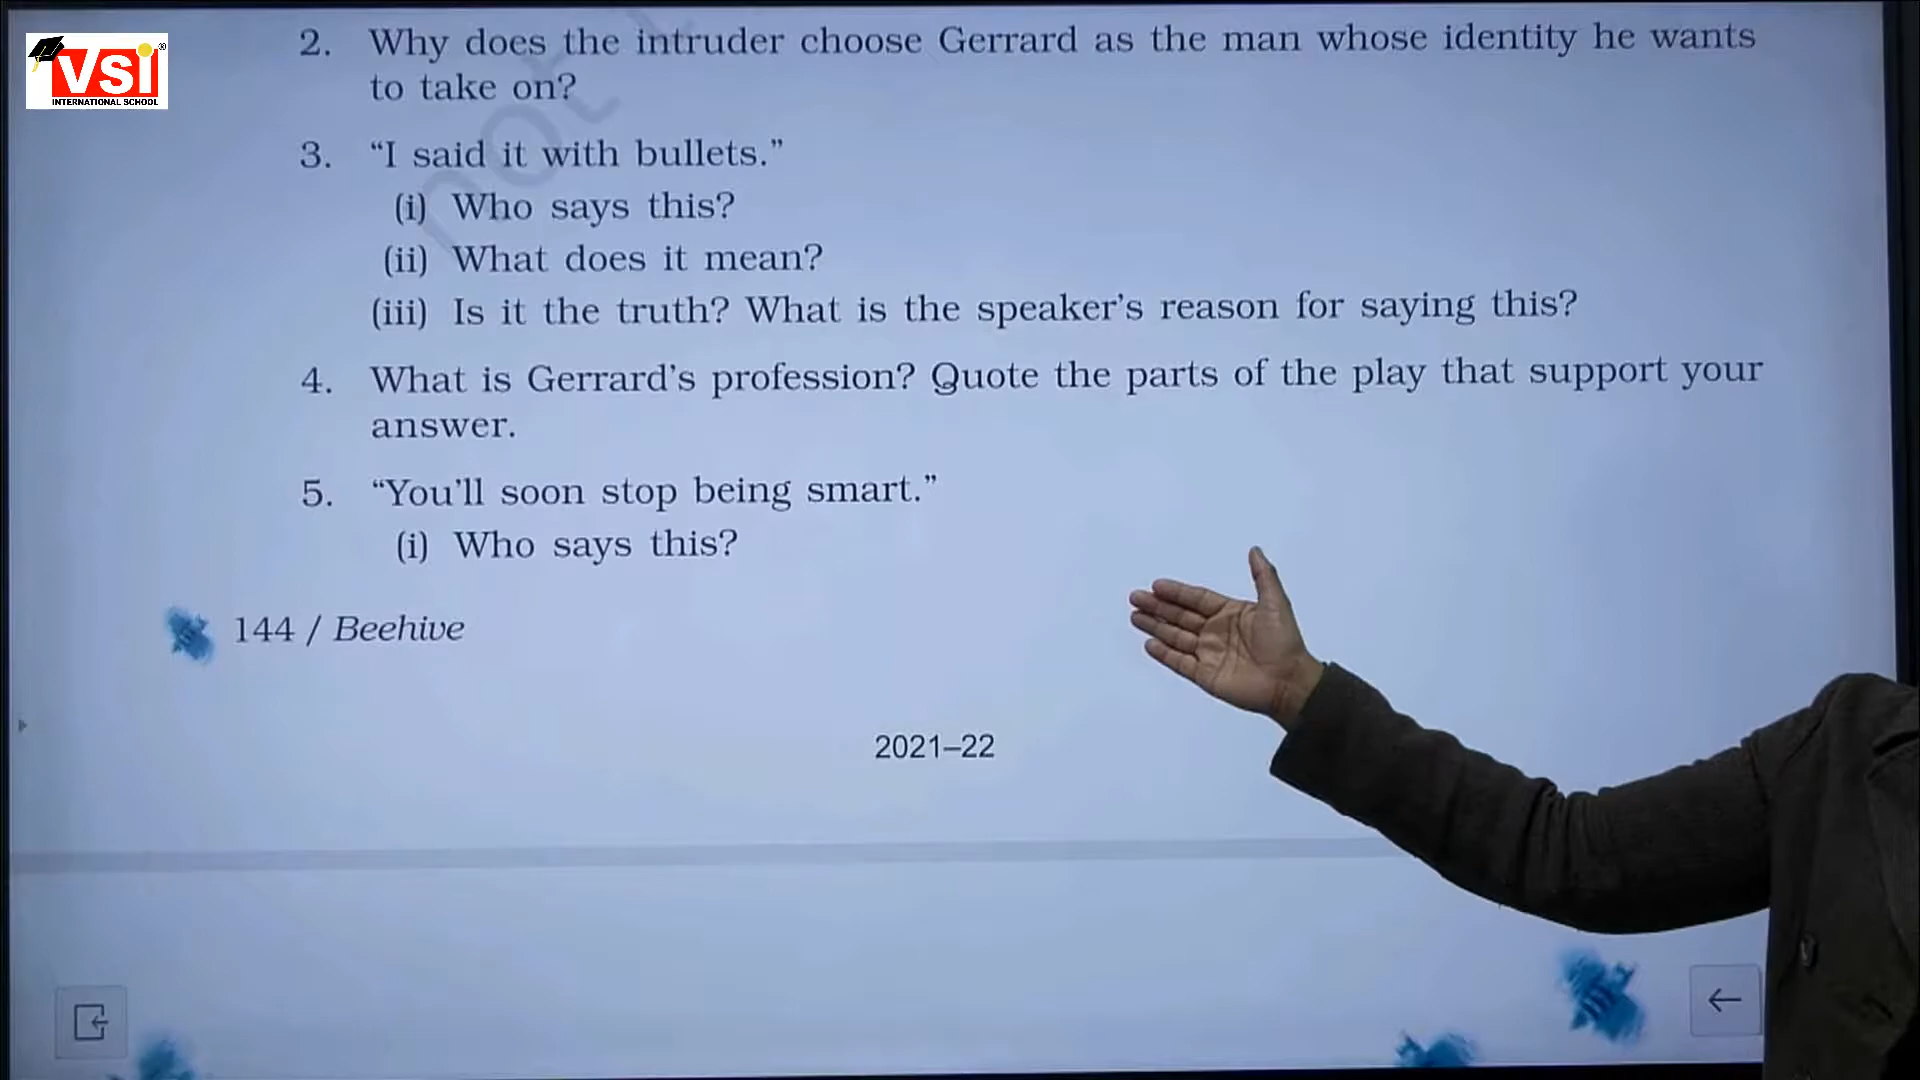 VSI
®
INTERNATIONAL SCHOOL
2. Why does the intruder choose Gerrard as the man whose identity he wants
to take on?
3. “I said it with bullets.”
(i) Who says this?
(ii) What does it mean?
(iii) Is it the truth? What is the speaker’s reason for saying this?
4. What is Gerrard’s profession? Quote the parts of the play that support your
answer.
5. “You’ll soon stop being smart.”
(i) Who says this?
144 / Beehive
2021–22
not